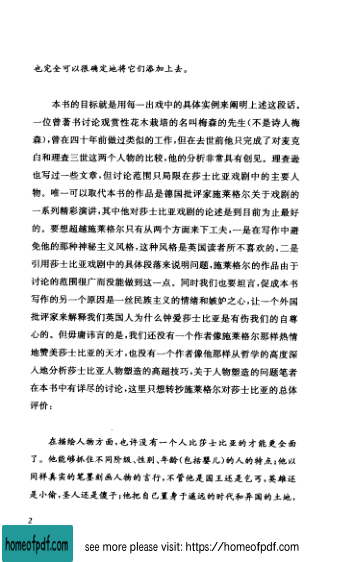 也完全可以很确定地将它们添加上去。
本书的目标就是用每一出戏中的具体实例来阐明上述这段话。
一位曾著书讨论观赏性花木栽培的名叫梅森的先生(不是诗人梅
森),曾在四十年前做过类似的工作,但在去世前他只完成了对麦克
白和理查三世这两个人物的比较,他的分析非常具有创见。理查逊
也写过一些文章,但讨论范围只局限在莎士比亚戏剧中的主要人
物。唯一可以取代本书的作品是德国批评家施莱格尔关于戏剧的
一系列精彩演讲,其中他对莎士比亚戏剧的论述是到目前为止最好
的。要想超越施莱格尔只有从两个方面来下工夫,一是在写作中避
免他的那种神秘主义风格,这种风格是英国读者所不喜欢的,二是
引用莎士比亚戏剧中的具体段落来说明问题,施莱格尔的作品由于
讨论的范围很广而没能做到这一点。同时我们也要坦言,促成本书
写作的另一个原因是一丝民族主义的情绪和嫉妒之心,让一个外国
批评家来解释我们英国人为什么钟爱莎士比亚是有伤我们的自尊
心的。但毋庸讳言的是,我们还没有一个作者像施莱格尔那样热情
地赞美莎士比亚的天才,也没有一个作者像他那样从哲学的高度深
入地分析莎士比亚人物塑造的高超技巧,关于人物塑造的问题笔者
在本书中有详尽的讨论,这里只想转抄施莱格尔对莎士比亚的总体
评价:
在描绘人物方面,也许没有一个人比莎士比亚的才能更全面
了。他能够抓住不同阶级、性别、年龄(包括婴儿)的人的特点;他以
同样真实的笔墨刻画人物的言行,不管他是国王还是乞丐,英雄还
是小偷,圣人还是傻子;他把自己置身于遥远的时代和异国的土地,
2
homeofpdf.com
see more please visit: https://homeofpdf.com